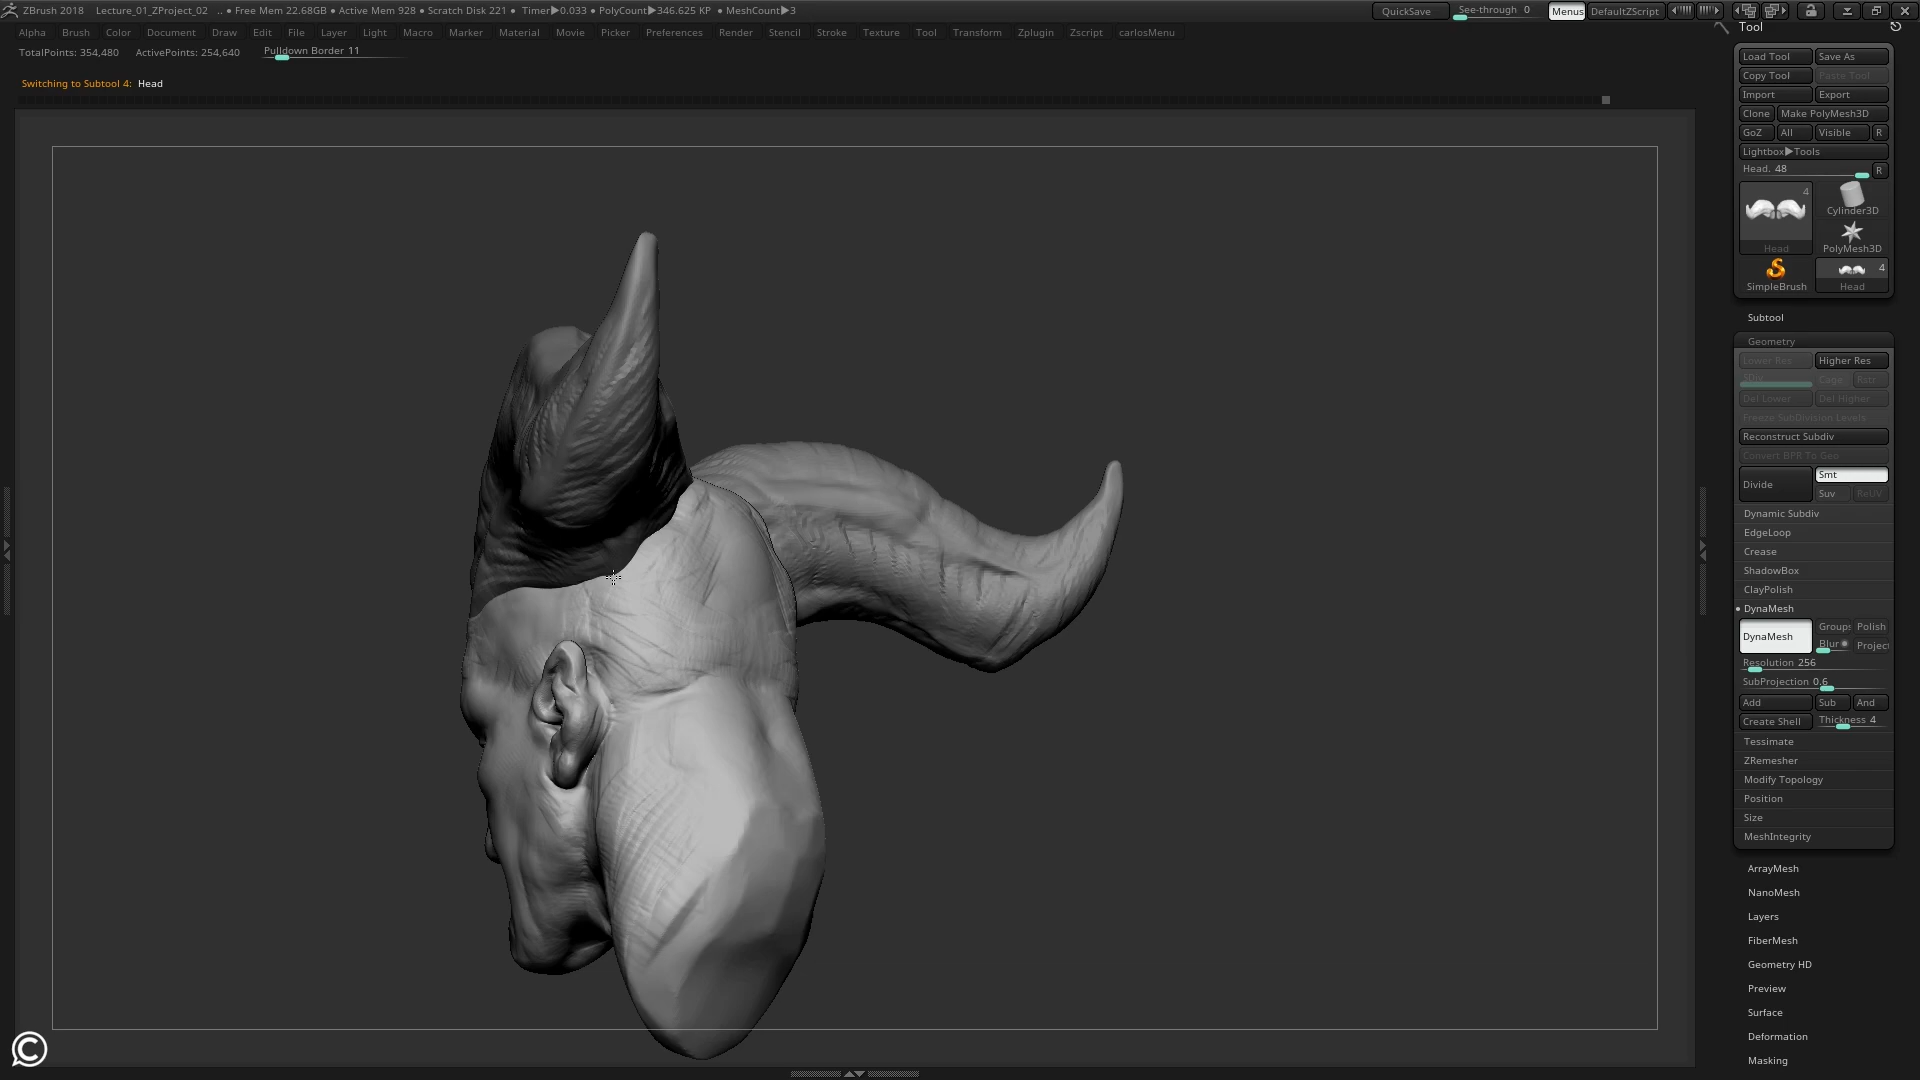 ZBrush 2018 Lecture_01_ZProject_02 .. • Free Mem 22.68GB • Active Mem 928 • Scratch Disk 221 • Timer▶0.033 • PolyCount▶346.625 KP • MeshCount▶3 QuickSave See-through 0 Menus DefaultZScript
Alpha Brush Color Document Draw Edit File Layer Light Macro Marker Material Movie Picker Preferences Render Stencil Stroke Texture Tool Transform Zplugin Zscript carlosMenu
TotalPoints: 354,480 ActivePoints: 254,640 Pulldown Border 11
Switching to Subtool 4: Head
Tool
Load Tool Save As
Copy Tool Paste Tool
Import Export
Clone Make PolyMesh3D
GoZ All Visible R
Lightbox▶Tools
Head. 48 R
4
Cylinder3D
Head PolyMesh3D
4
SimpleBrush Head
Subtool
Geometry
Lower Res Higher Res
SDiv Cage Rstr
Del Lower Del Higher
Freeze SubDivision Levels
Reconstruct Subdiv
Convert BPR To Geo
Divide Smt
Suv ReUV
Dynamic Subdiv
EdgeLoop
Crease
ShadowBox
ClayPolish
DynaMesh
DynaMesh Groups Polish
Blur Project
Resolution 256
SubProjection 0.6
Add Sub And
Create Shell Thickness 4
Tessimate
ZRemesher
Modify Topology
Position
Size
MeshIntegrity
ArrayMesh
NanoMesh
Layers
FiberMesh
Geometry HD
Preview
Surface
Deformation
Masking